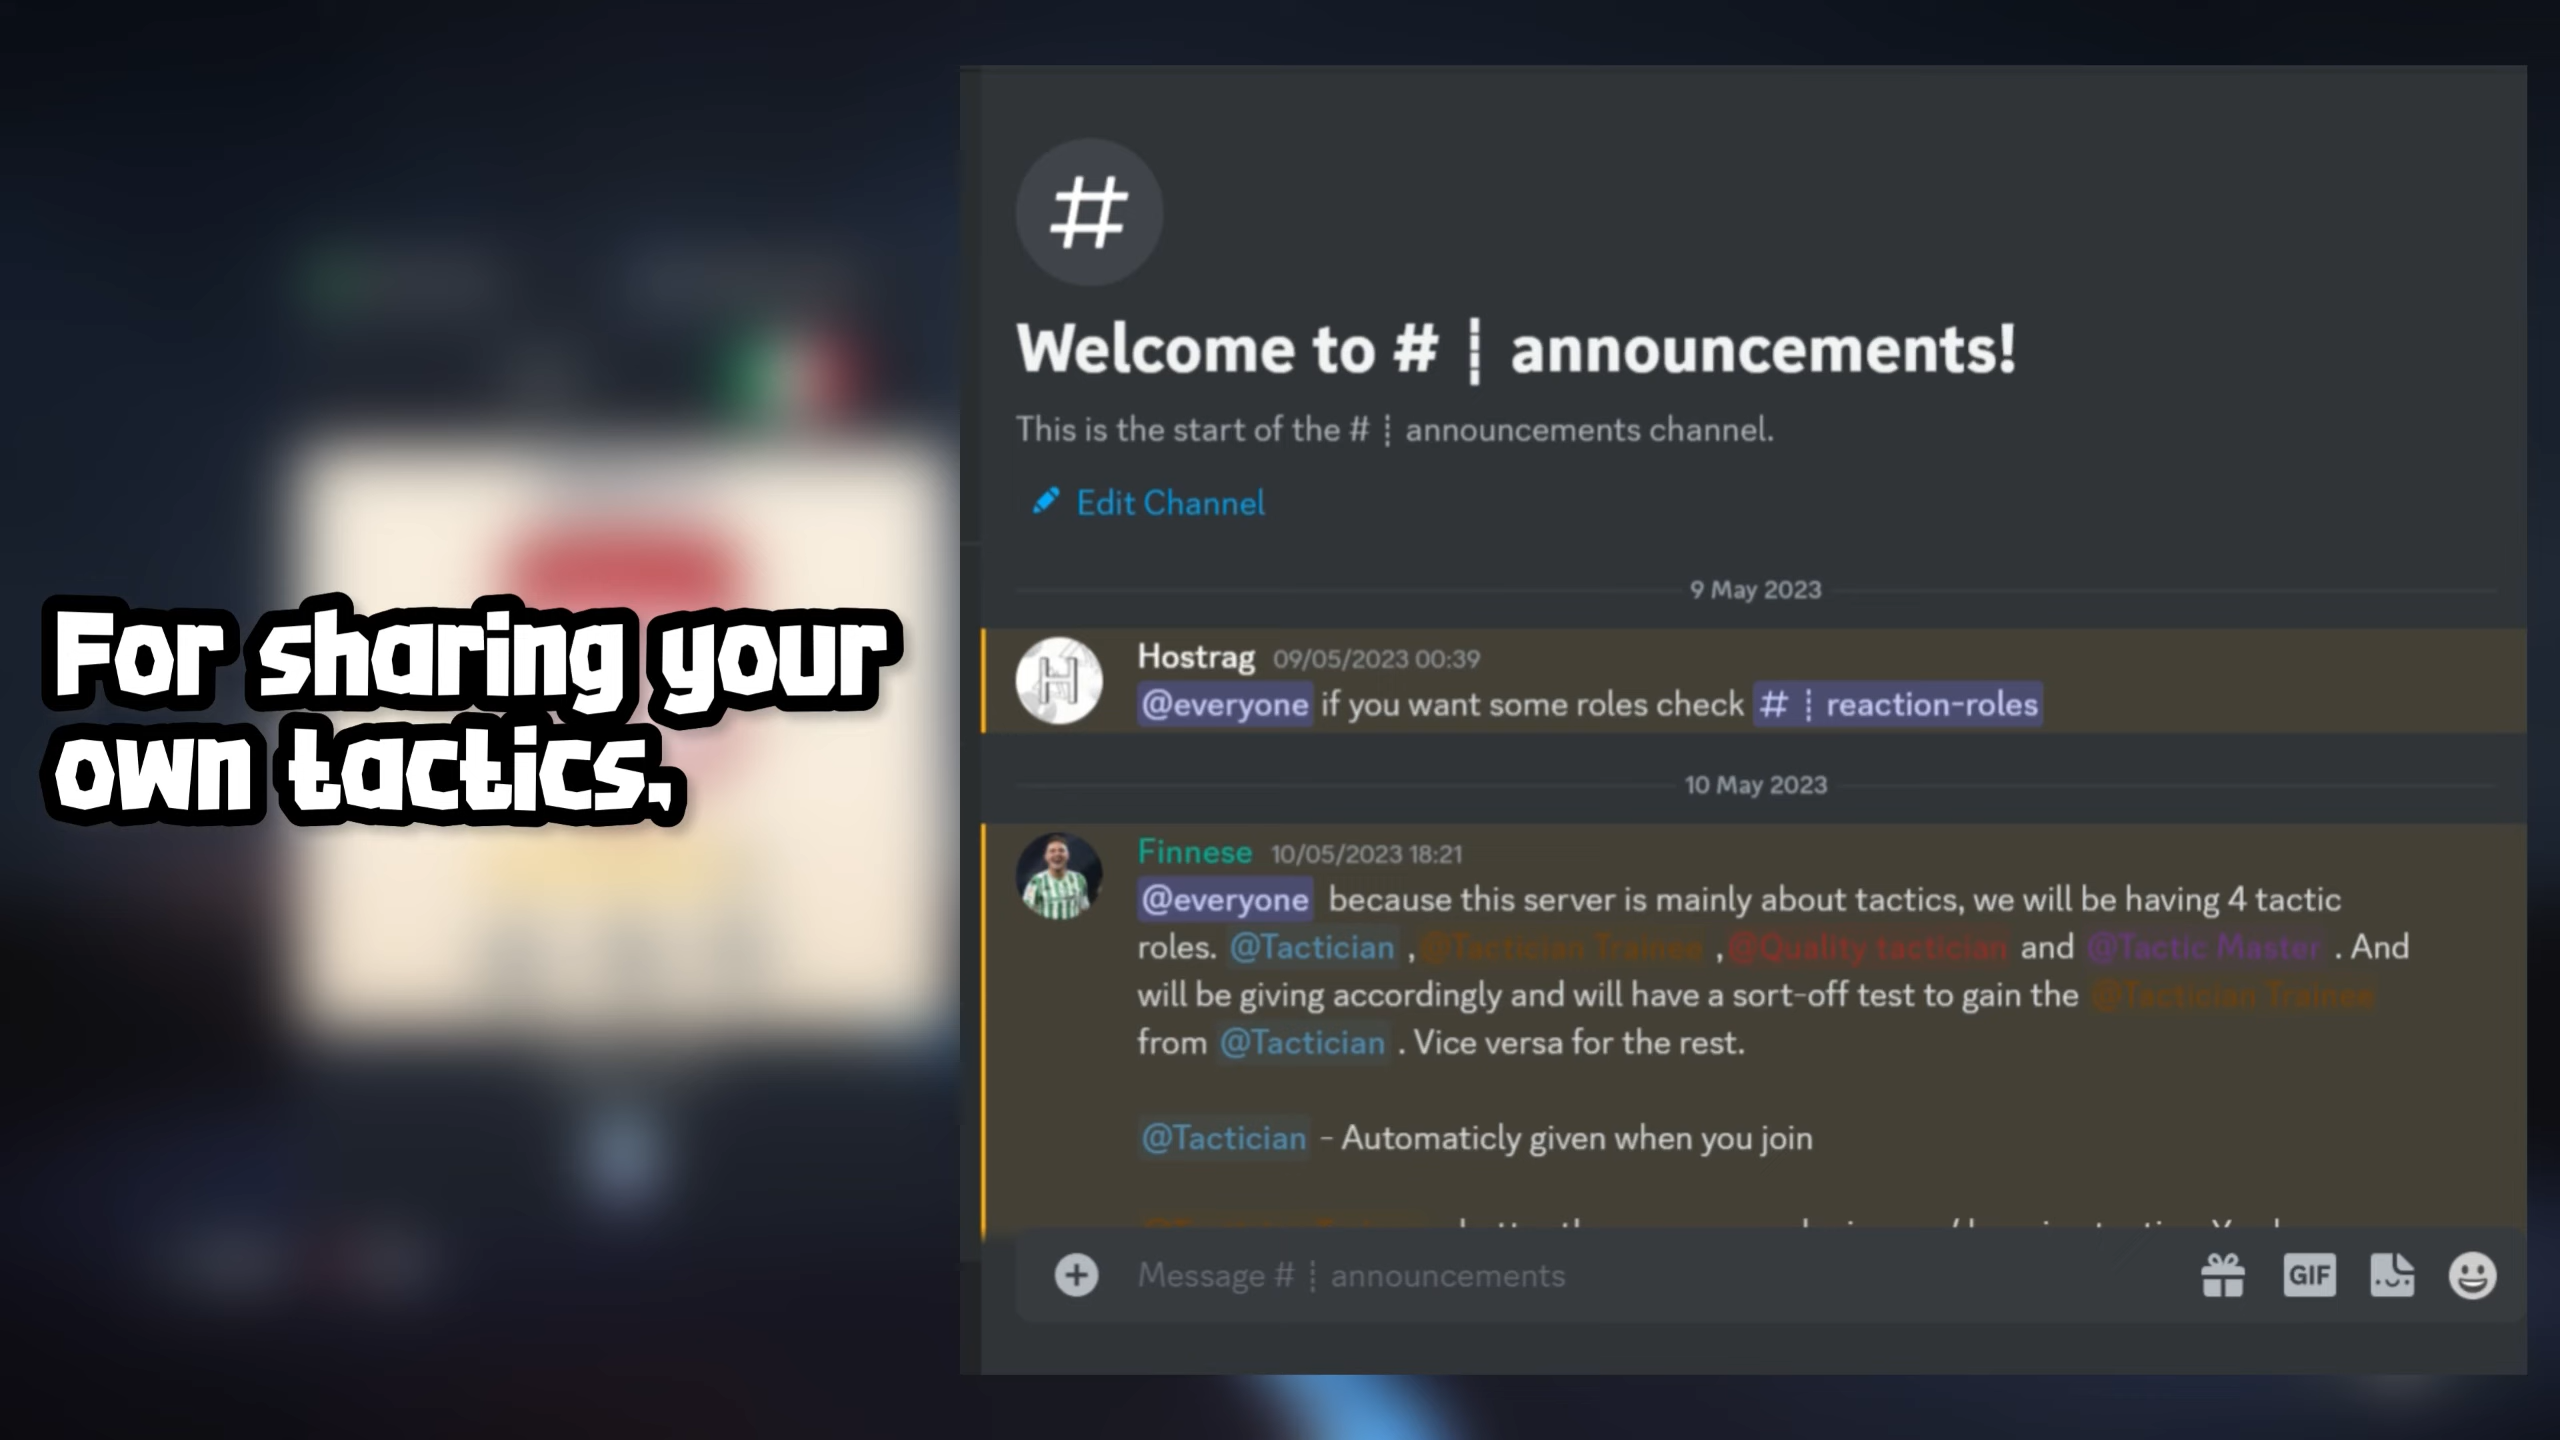 For sharing your
own tactics,
#
Welcome to # ┊ announcements!
This is the start of the # ┊ announcements channel.
Edit Channel
9 May 2023
Hostrag 09/05/2023 00:39
@everyone if you want some roles check # ┊ reaction-roles
10 May 2023
Finnese 10/05/2023 18:21
@everyone because this server is mainly about tactics, we will be having 4 tactic
roles. @Tactician , @Tactician Trainee , @Quality tactician and @Tactic Master . And
will be giving accordingly and will have a sort-off test to gain the @Tactician Trainee
from @Tactician . Vice versa for the rest.
@Tactician - Automaticly given when you join
Message # ┊ announcements
GIF